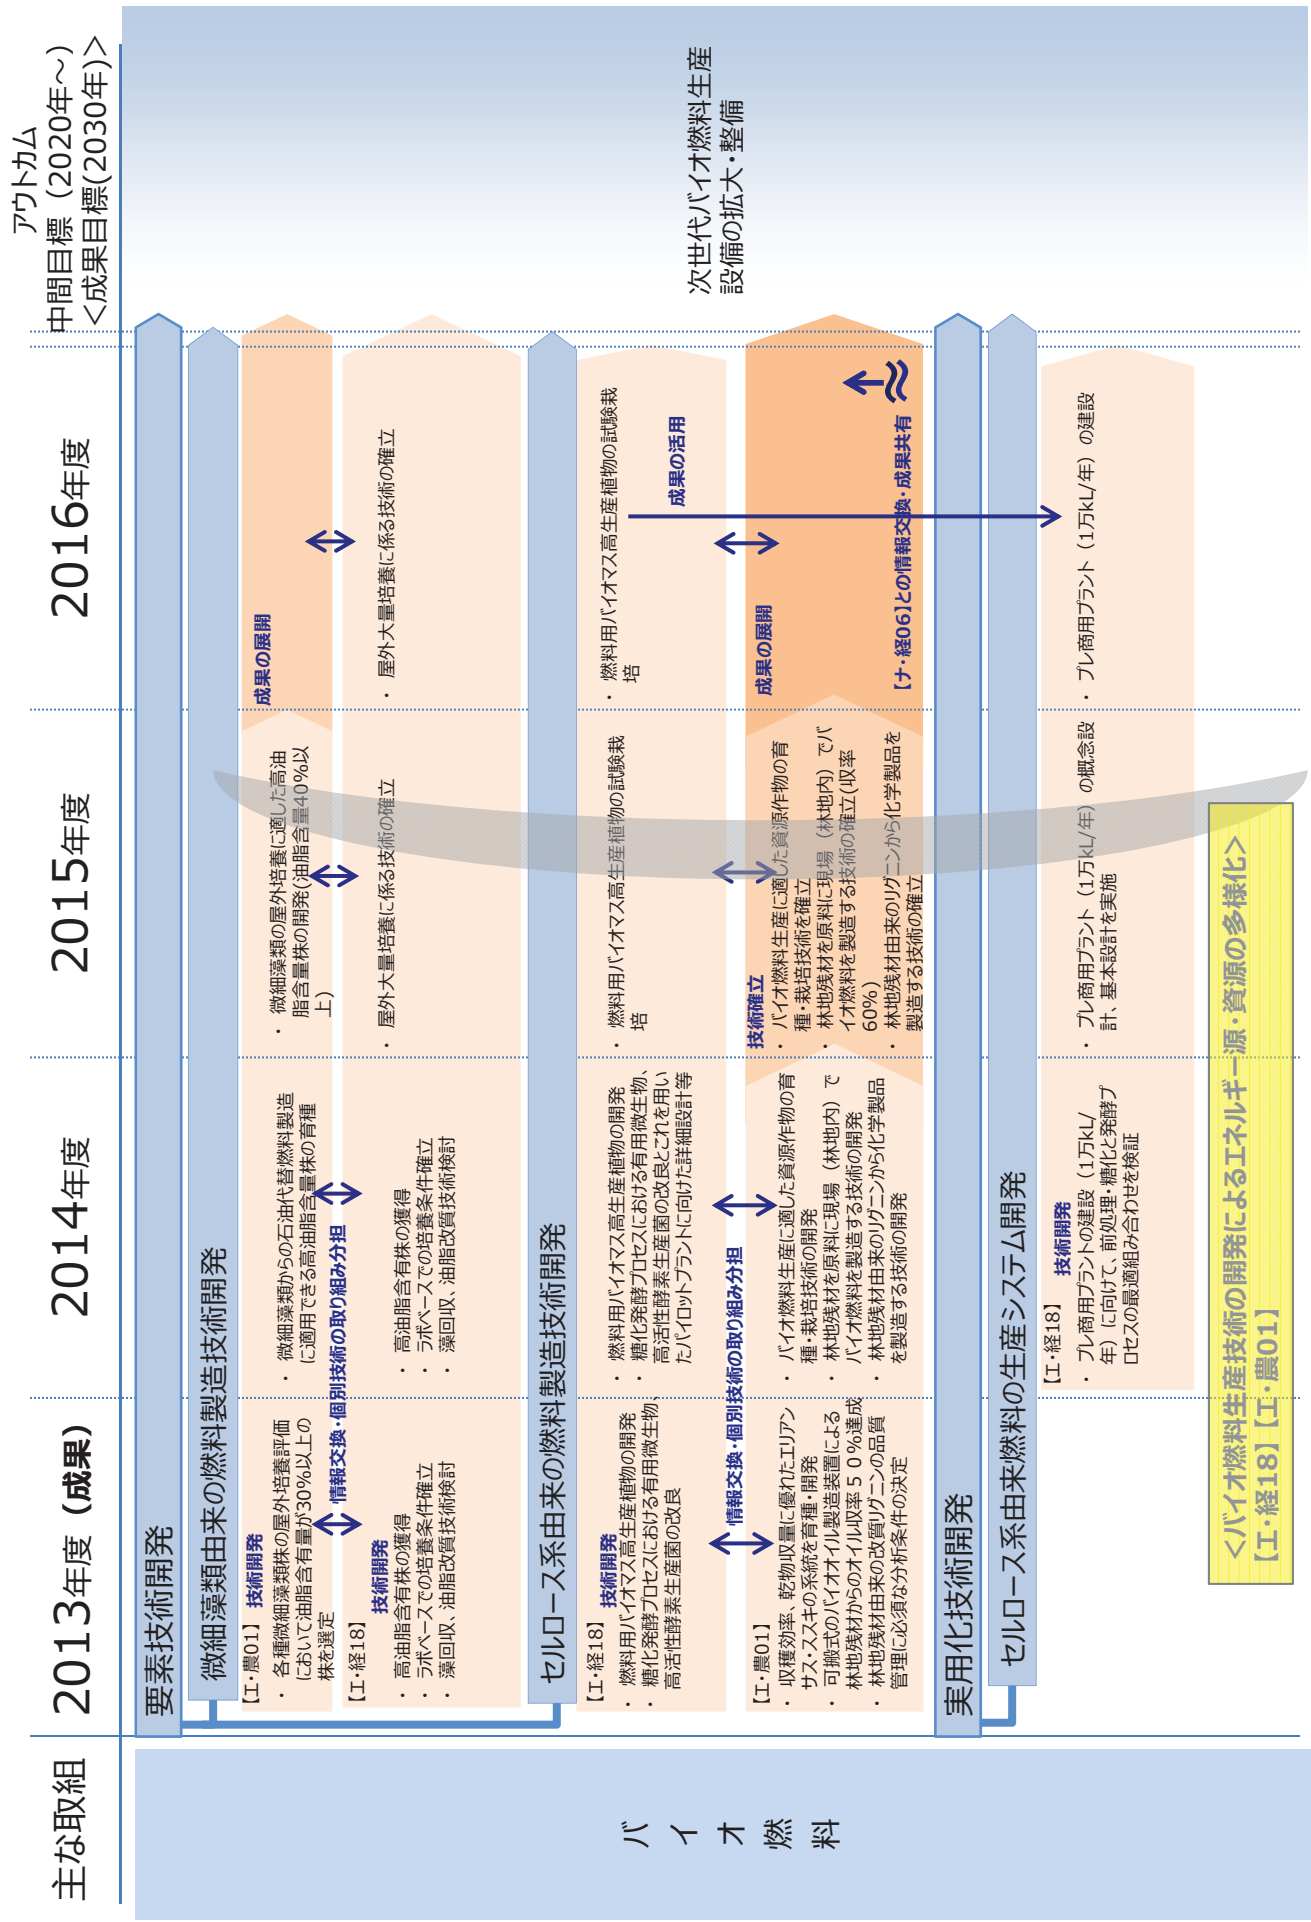 主な取組
2013年度（成果）
2014年度
2015年度
2016年度
アウトカム
中間目標（2020年～）
＜成果目標(2030年)＞
バイオ燃料
要素技術開発
微細藻類由来の燃料製造技術開発
【エ・農01】
技術開発
・ 各種微細藻類株の屋外培養評価
において油脂含有量が30％以上の
株を選定
・ 微細藻類からの石油代替燃料製造
に適用できる高油脂含量株の育種
・ 微細藻類の屋外培養に適した高油
脂含量株の開発(油脂含量40％以
上)
成果の展開
情報交換・個別技術の取り組み分担
【エ・経18】
技術開発
・ 高油脂含有株の獲得
・ ラボベースでの培養条件確立
・ 藻回収、油脂改質技術検討
・ 高油脂含有株の獲得
・ ラボベースでの培養条件確立
・ 藻回収、油脂改質技術検討
・ 屋外大量培養に係る技術の確立
・ 屋外大量培養に係る技術の確立
セルロース系由来の燃料製造技術開発
【エ・経18】
技術開発
・ 燃料用バイオマス高生産植物の開発
・ 糖化発酵プロセスにおける有用微生物、
高活性酵素生産菌の改良
・ 燃料用バイオマス高生産植物の開発
・ 糖化発酵プロセスにおける有用微生物、
高活性酵素生産菌の改良とこれを用い
たパイロットプラントに向けた詳細設計等
・ 燃料用バイオマス高生産植物の試験栽
培
・ 燃料用バイオマス高生産植物の試験栽
培
成果の活用
情報交換・個別技術の取り組み分担
【エ・農01】
・ 収穫効率、乾物収量に優れたエリアン
サス・ススキの系統を育種・開発
・ 可搬式のバイオオイル製造装置による
林地残材からのオイル収率５０％達成
・ 林地残材由来の改質リグニンの品質
管理に必須な分析条件の決定
・ バイオ燃料生産に適した資源作物の育
種・栽培技術の開発
・ 林地残材を原料に現場（林地内）で
バイオ燃料を製造する技術の開発
・ 林地残材由来のリグニンから化学製品
を製造する技術の開発
技術確立
・ バイオ燃料生産に適した資源作物の育
種・栽培技術を確立
・ 林地残材を原料に現場（林地内）でバ
イオ燃料を製造する技術の確立(収率
60％)
・ 林地残材由来のリグニンから化学製品を
製造する技術の確立
成果の展開
【ナ・経06】との情報交換・成果共有
実用化技術開発
セルロース系由来燃料の生産システム開発
【エ・経18】
技術開発
・ プレ商用プラントの建設（1万kL/
年）に向けて、前処理・糖化と発酵プ
ロセスの最適組み合わせを検証
・ プレ商用プラント（1万kL/年）の概念設
計、基本設計を実施
・ プレ商用プラント（1万kL/年）の建設
次世代バイオ燃料生産
設備の拡大・整備
＜バイオ燃料生産技術の開発によるエネルギー源・資源の多様化＞
【エ・経18】【エ・農01】